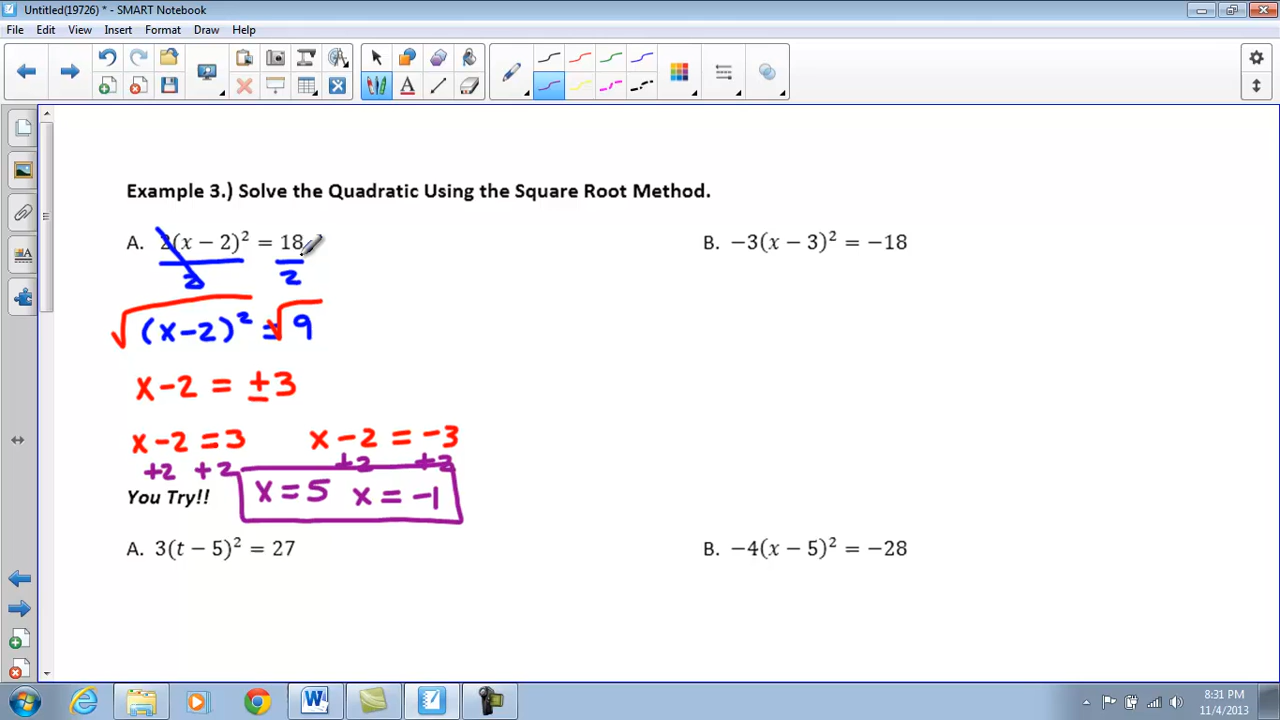 Untitled(19726) * - SMART Notebook
File Edit View Insert Format Draw Help
Example 3.) Solve the Quadratic Using the Square Root Method.
A. 2(x − 2)² = 18
2 2
√(x-2)² = √9
x-2 = ±3
x-2 = 3 x-2 = -3
+2 +2 +2 +2
x = 5 x = -1
B. −3(x − 3)² = −18
You Try!!
A. 3(t − 5)² = 27
B. −4(x − 5)² = −28
8:31 PM
11/4/2013